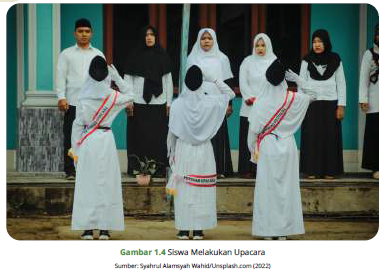 Gambar 1.4 Siswa Melakukan Upacara
Sumber: Syahrul Alamsyah Wahid/Unsplash.com (2022)